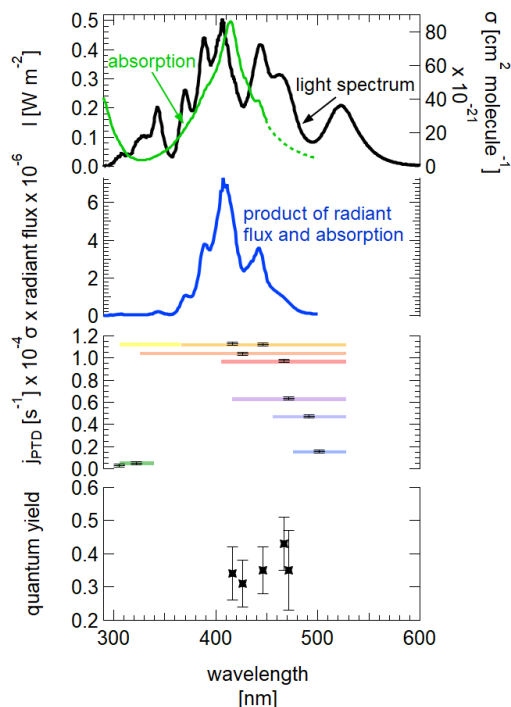 I [W m⁻²]
0.5
0.4
0.3
0.2
0.1
0.0
absorption
light spectrum
80
60
40
20
0
σ [cm² molecule⁻¹]
x 10⁻²¹
σ x radiant flux x 10⁻⁶
6
4
2
0
product of radiant
flux and absorption
jPTD [s⁻¹] x 10⁻⁴
1.2
1.0
0.8
0.6
0.4
0.2
0.0
quantum yield
0.6
0.5
0.4
0.3
0.2
300 400 500 600
wavelength
[nm]